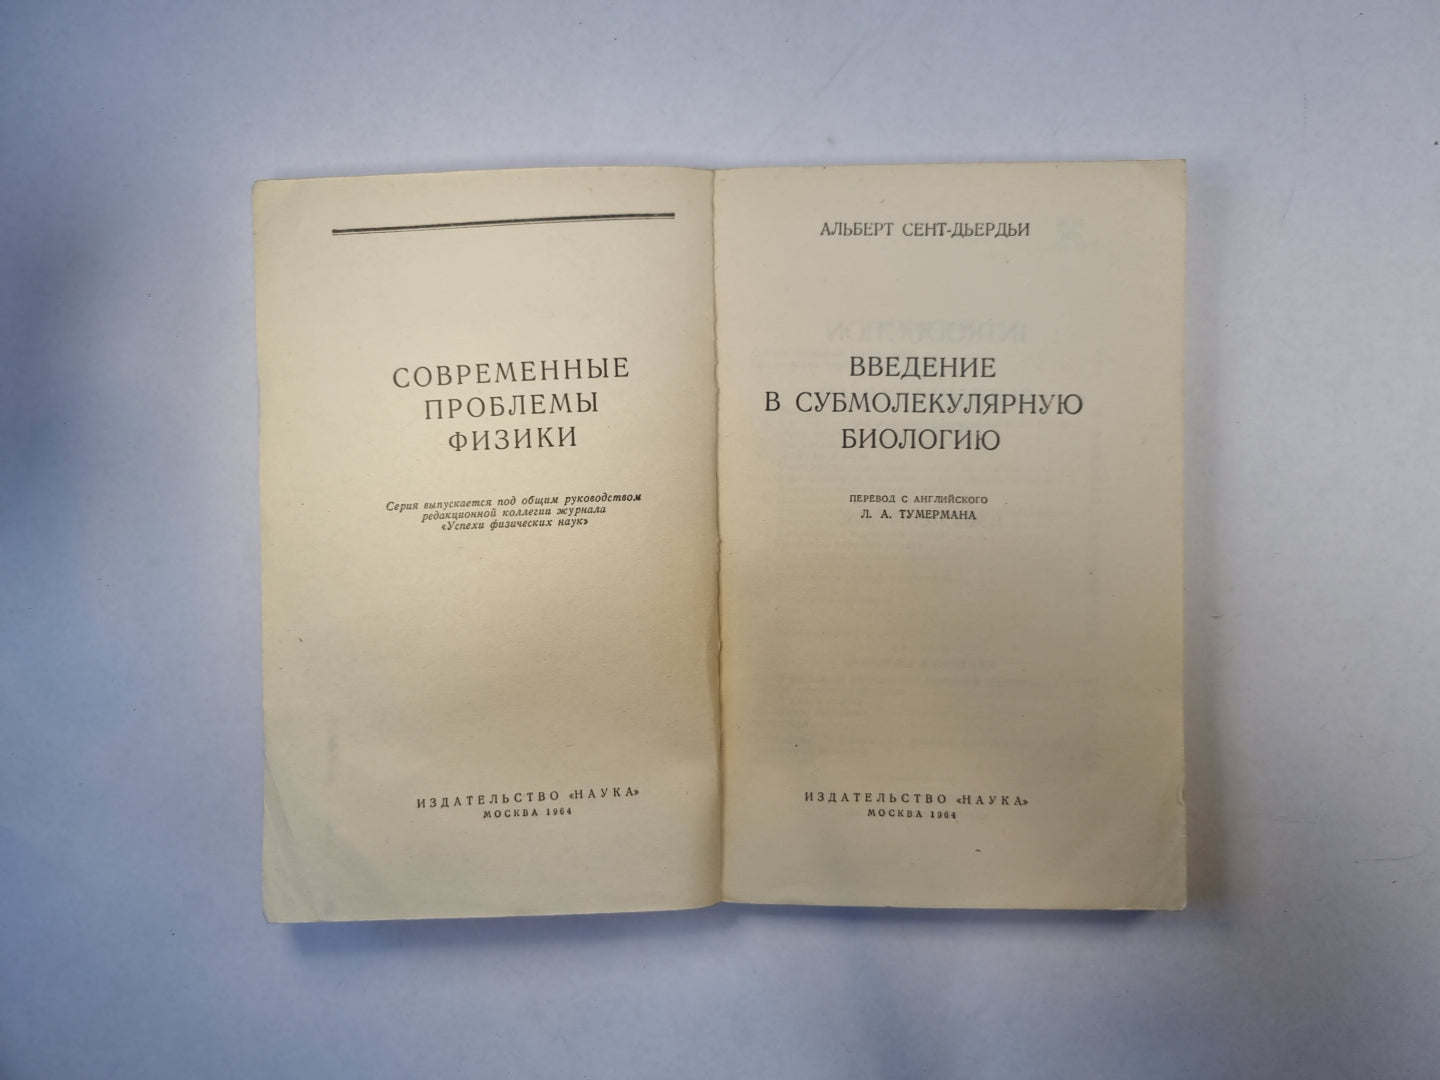 СОВРЕМЕННЫЕ
ПРОБЛЕМЫ
ФИЗИКИ
Серия выпускается под общим руководством
редакционной коллегии журнала
«Успехи физических наук»
ИЗДАТЕЛЬСТВО «НАУКА»
МОСКВА 1964
АЛЬБЕРТ СЕНТ-ДЬЕРДЬИ
ВВЕДЕНИЕ
В СУБМОЛЕКУЛЯРНУЮ
БИОЛОГИЮ
ПЕРЕВОД С АНГЛИЙСКОГО
Л. А. ТУМЕРМАНА
ИЗДАТЕЛЬСТВО «НАУКА»
МОСКВА 1964